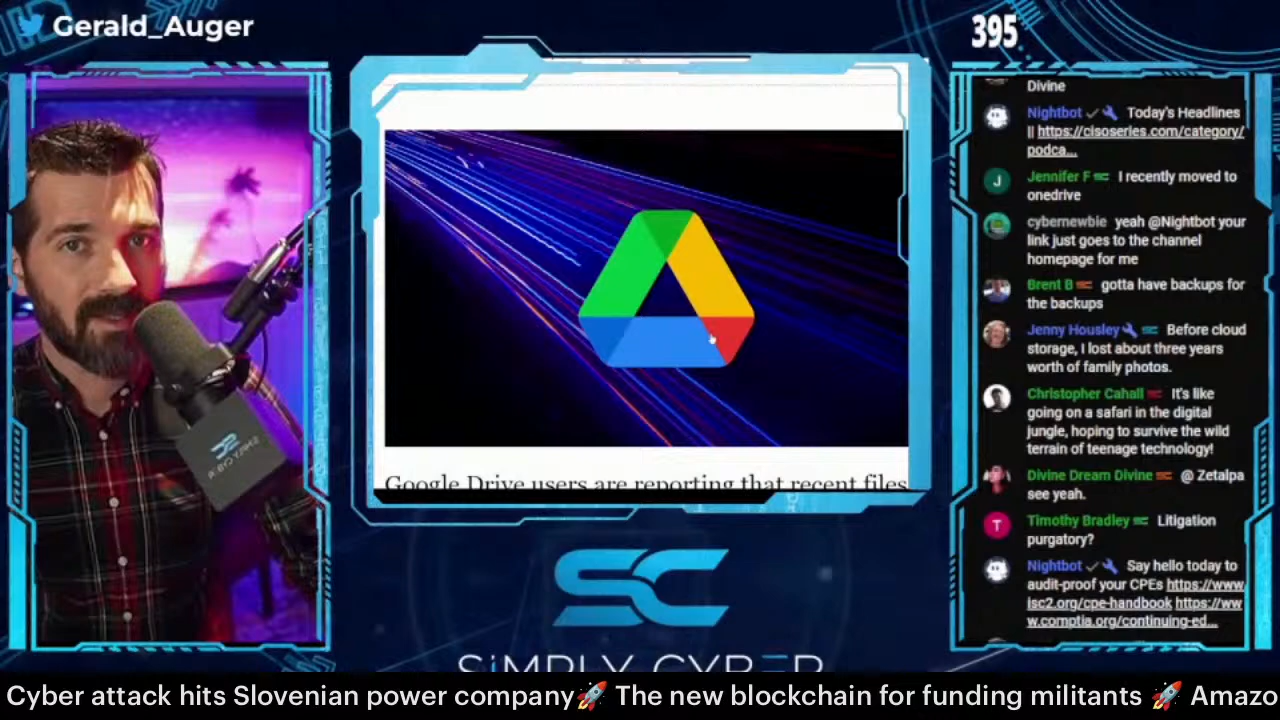 Gerald_Auger
395
Divine
Nightbot Today's Headlines
|| https://cisoseries.com/category/
podca...
J Jennifer F I recently moved to
onedrive
cybernewbie yeah @Nightbot your
link just goes to the channel
homepage for me
Brent B gotta have backups for
the backups
Jenny Housley Before cloud
storage, I lost about three years
worth of family photos.
Christopher Cahall It's like
going on a safari in the digital
jungle, hoping to survive the wild
terrain of teenage technology!
Divine Dream Divine @ Zetalpa
see yeah.
T Timothy Bradley Litigation
purgatory?
Nightbot Say hello today to
audit-proof your CPEs https://www.
isc2.org/cpe-handbook https://ww
w.comptia.org/continuing-ed...
Google Drive users are reporting that recent files
SC
SIMPLY CYBER
Cyber attack hits Slovenian power company🚀 The new blockchain for funding militants 🚀 Amazo